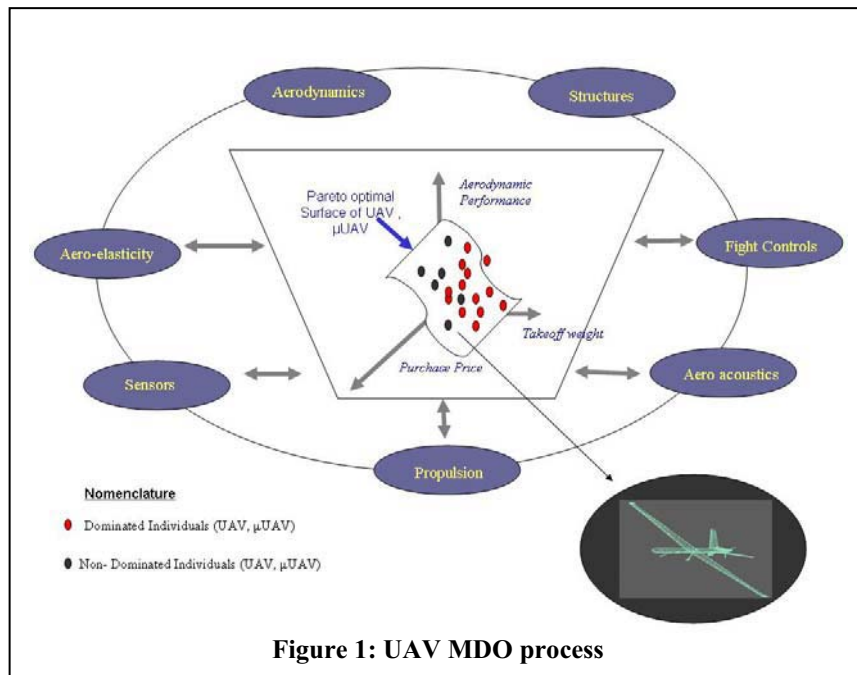 Aerodynamics
Structures
Pareto optimal
Surface of UAV ,
µUAV
Aerodynamic
Performance
Aero-elasticity
Fight Controls
Takeoff weight
Purchase Price
Sensors
Aero acoustics
Propulsion
Nomenclature
Dominated Individuals (UAV, µUAV)
Non- Dominated Individuals (UAV, µUAV)
Figure 1: UAV MDO process